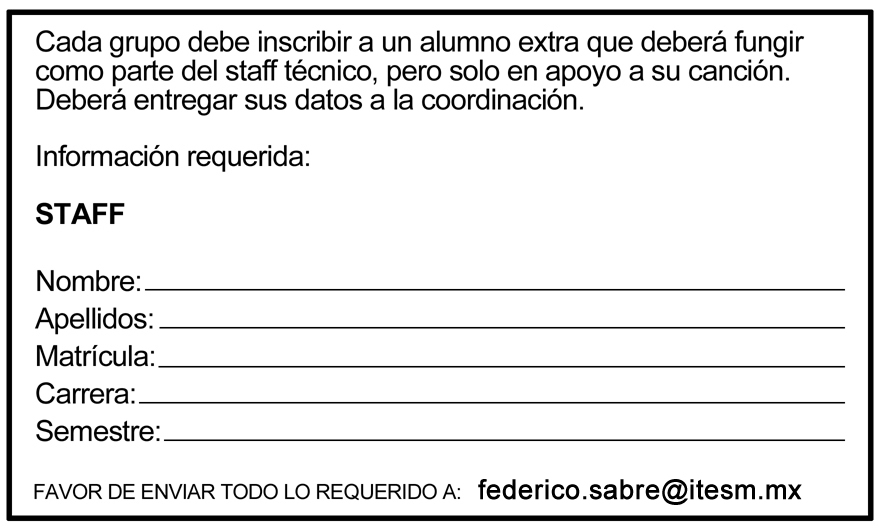 Cada grupo debe inscribir a un alumno extra que deberá fungir
como parte del staff técnico, pero solo en apoyo a su canción.
Deberá entregar sus datos a la coordinación.
Información requerida:
STAFF
Nombre:
Apellidos:
Matrícula:
Carrera:
Semestre:
FAVOR DE ENVIAR TODO LO REQUERIDO A: federico.sabre@itesm.mx